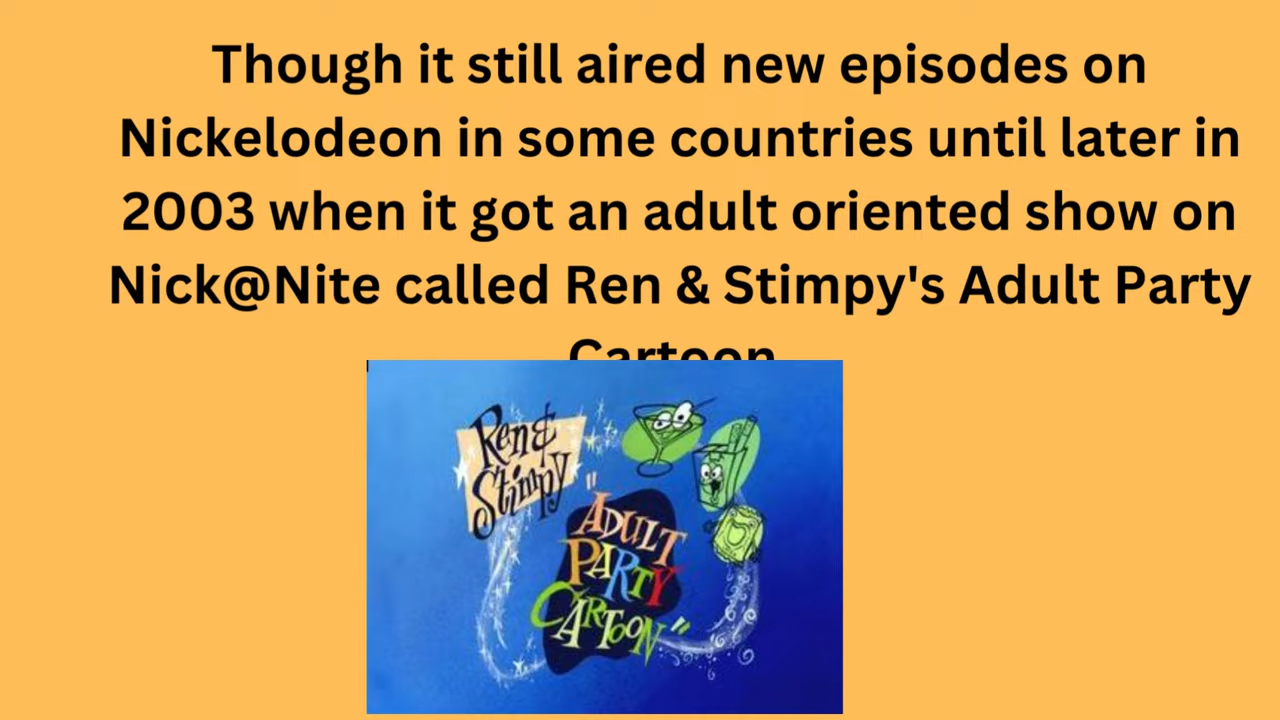 Though it still aired new episodes on
Nickelodeon in some countries until later in
2003 when it got an adult oriented show on
Nick@Nite called Ren & Stimpy's Adult Party
Cartoon
Ren &
Stimpy
"ADULT
PARTY
CARTOON"